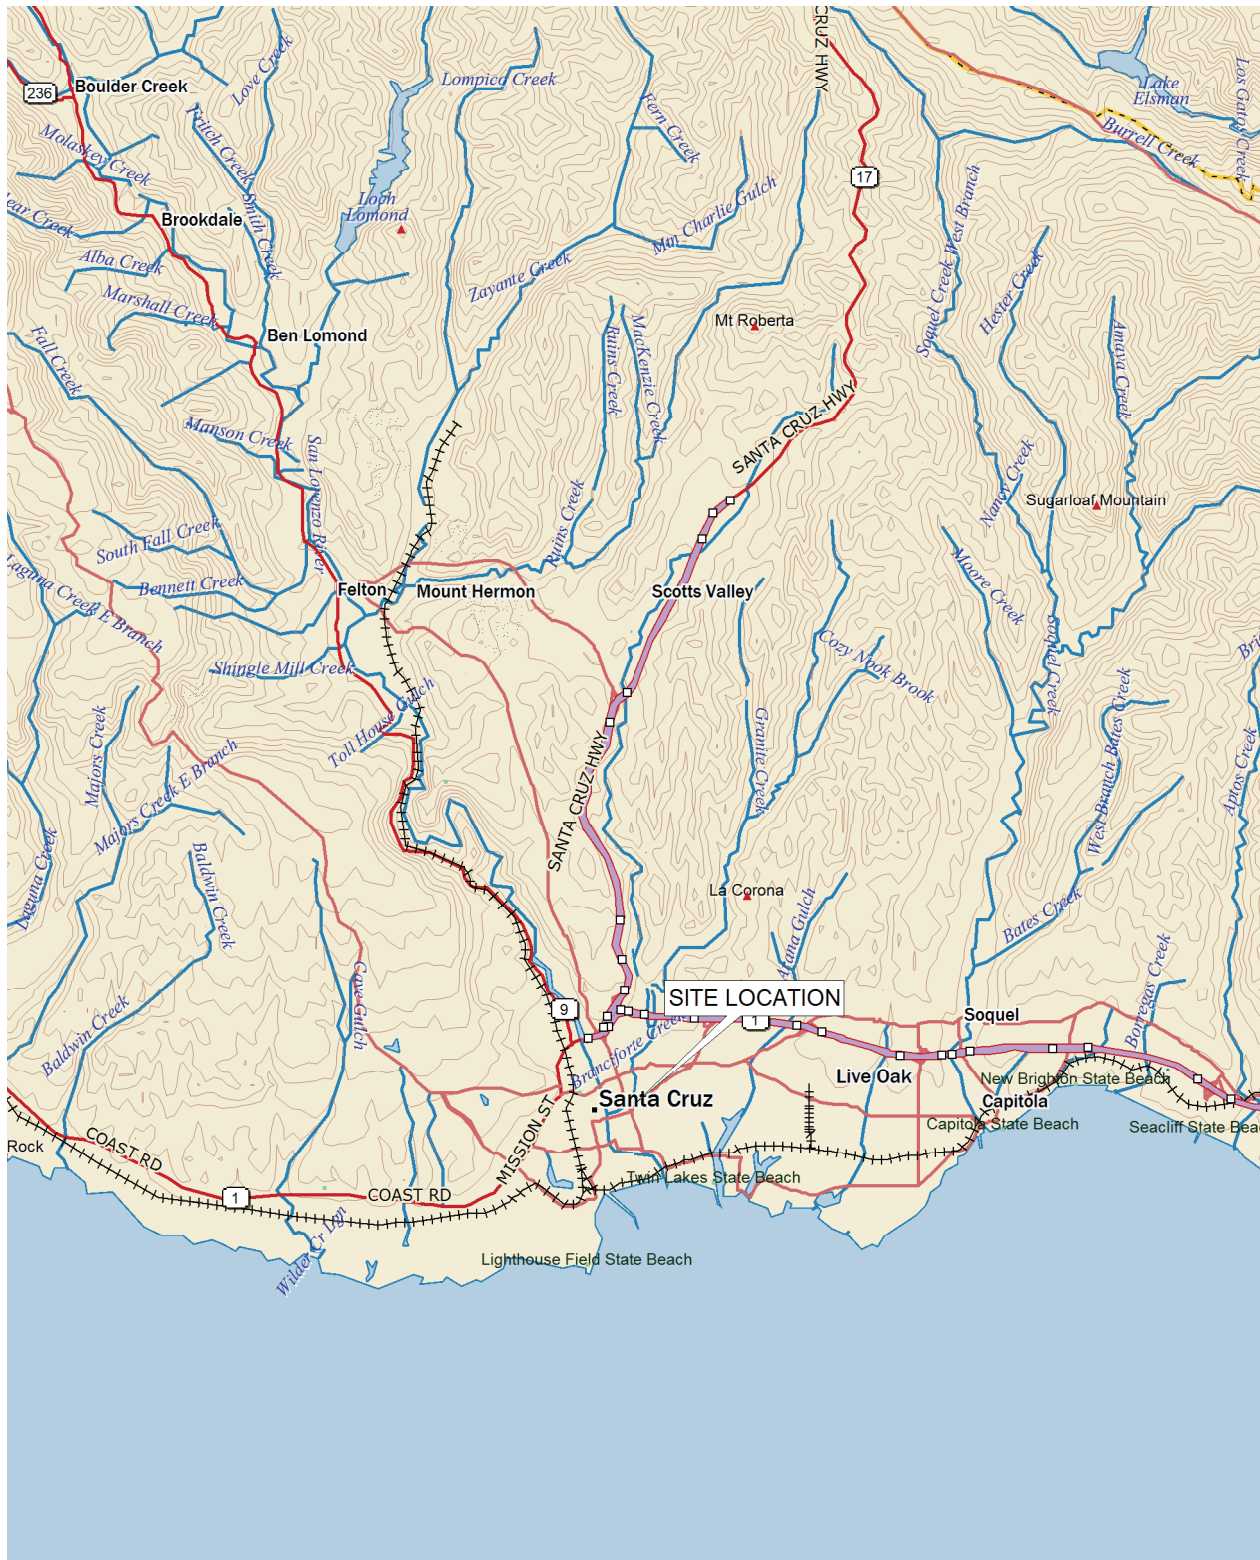 CRUZ HWY
236
Boulder Creek
Love Creek
Lompico Creek
Lake
Elsman
Los Gatos Creek
Fritch Creek
Fern Creek
Burrell Creek
Molaskey Creek
17
Loch
Lomond
Mtn Charlie Gulch
Soquel Creek West Branch
ear Creek
Brookdale
Smith Creek
Alba Creek
Zayante Creek
Hester Creek
Marshall Creek
Mt Roberta
Fall Creek
Ben Lomond
Ruins Creek
MacKenzie Creek
Amaya Creek
SANTA CRUZ HWY
Manson Creek
San Lorenzo River
Nancy Creek
Sugarloaf Mountain
South Fall Creek
Ruins Creek
Laguna Creek E Branch
Bennett Creek
Felton
Mount Hermon
Scotts Valley
Moore Creek
Soquel Creek
Cozy Nook Brook
Bri
Shingle Mill Creek
Toll House Gulch
Majors Creek
Majors Creek E Branch
SANTA CRUZ HWY
Granite Creek
West Branch Bates Creek
Aptos Creek
Laguna Creek
Baldwin Creek
La Corona
Arana Gulch
Bates Creek
Borregas Creek
Baldwin Creek
Cave Gulch
9
SITE LOCATION
1
Soquel
Branciforte Creek
Live Oak
New Brighton State Beach
Santa Cruz
Capitola
MISSION ST
Capitola State Beach
Seacliff State Beac
Rock
COAST RD
Twin Lakes State Beach
1
COAST RD
Wilder Cr Lgn
Lighthouse Field State Beach